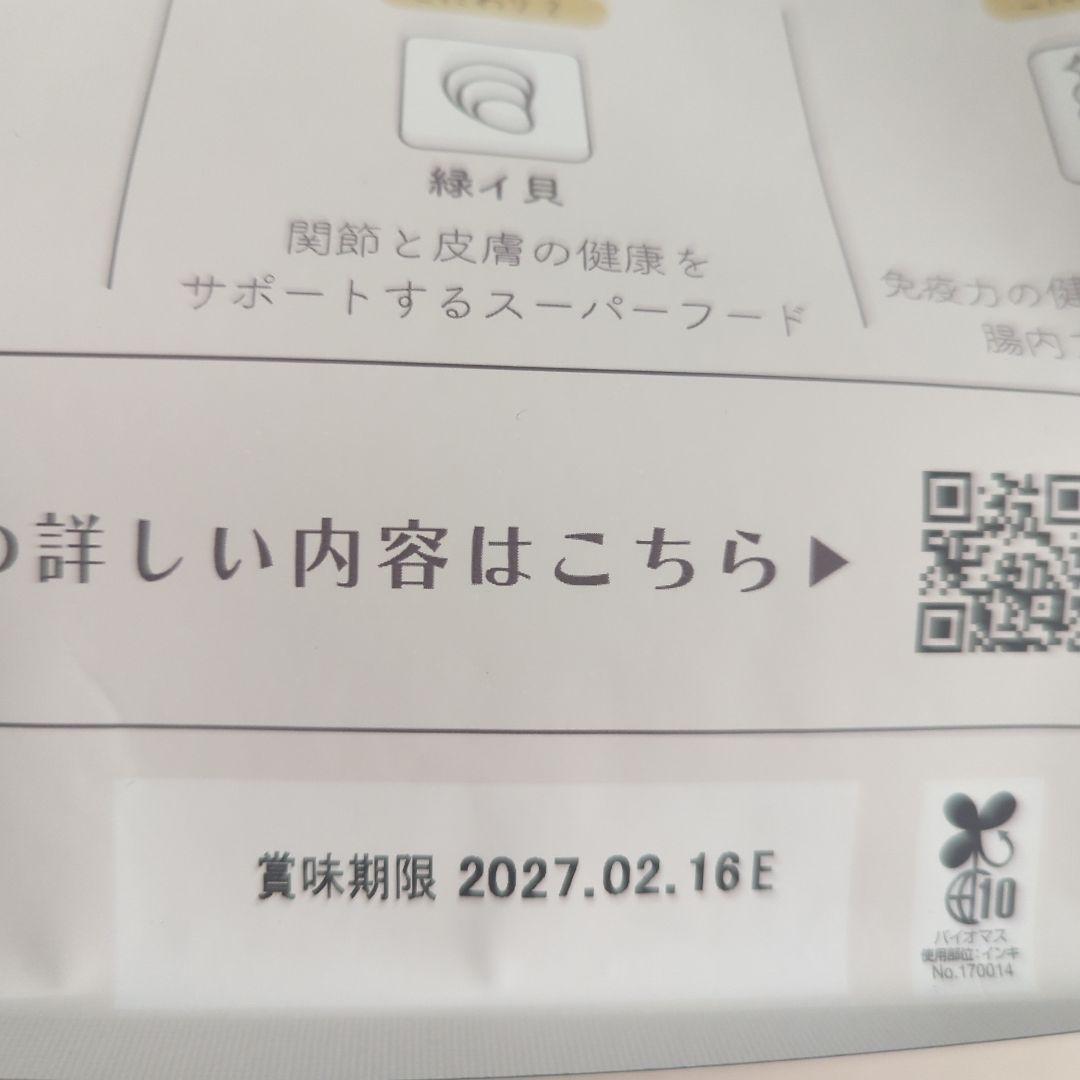 緑イ貝
関節と皮膚の健康を
サポートするスーパーフード
免疫力の健
腸内
の詳しい内容はこちら▶
賞味期限 2027.02.16E
10
バイオマス
使用部位:インキ
No.170014